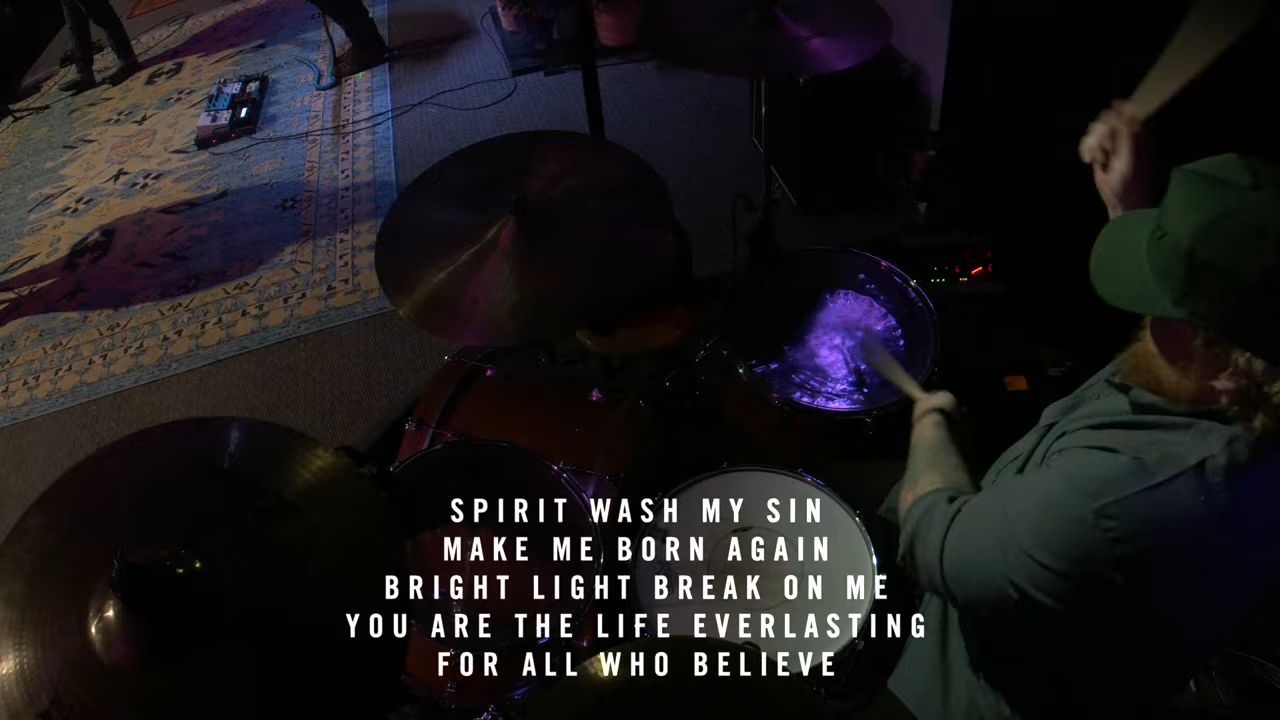 SPIRIT WASH MY SIN
MAKE ME BORN AGAIN
BRIGHT LIGHT BREAK ON ME
YOU ARE THE LIFE EVERLASTING
FOR ALL WHO BELIEVE